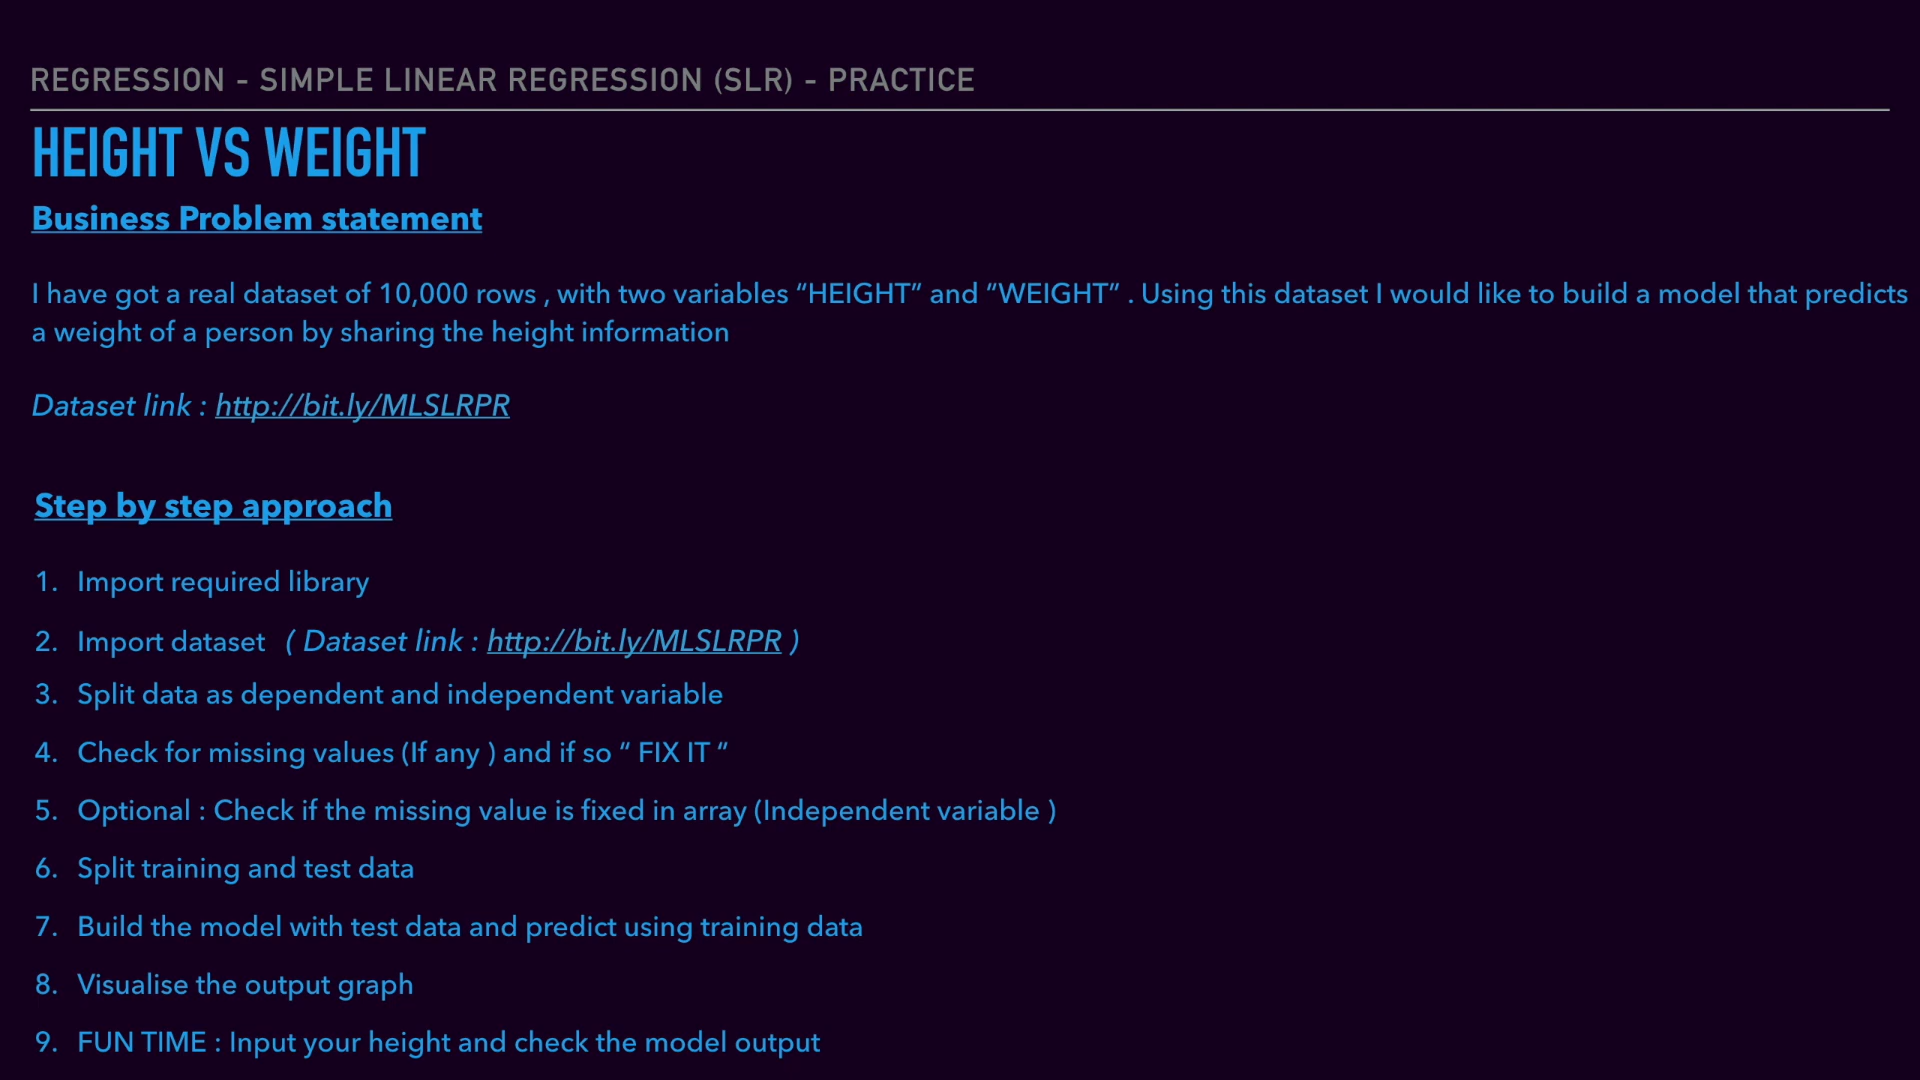 REGRESSION - SIMPLE LINEAR REGRESSION (SLR) - PRACTICE
HEIGHT VS WEIGHT
Business Problem statement
I have got a real dataset of 10,000 rows , with two variables “HEIGHT” and “WEIGHT” . Using this dataset I would like to build a model that predicts
a weight of a person by sharing the height information
Dataset link : http://bit.ly/MLSLRPR
Step by step approach
1. Import required library
2. Import dataset ( Dataset link : http://bit.ly/MLSLRPR )
3. Split data as dependent and independent variable
4. Check for missing values (If any ) and if so “ FIX IT “
5. Optional : Check if the missing value is fixed in array (Independent variable )
6. Split training and test data
7. Build the model with test data and predict using training data
8. Visualise the output graph
9. FUN TIME : Input your height and check the model output